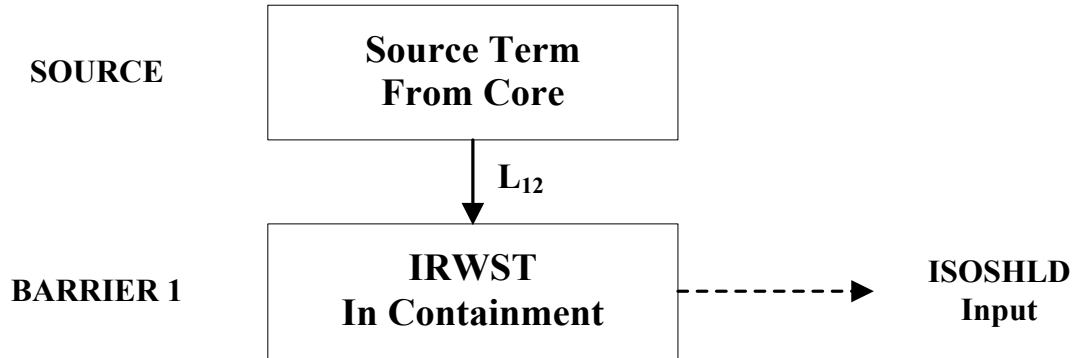 SOURCE
Source Term
From Core
L₁₂
BARRIER 1
IRWST
In Containment
ISOSHLD
Input